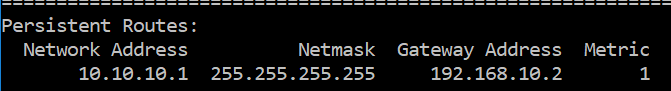 ===========================================================================
Persistent Routes:
Network Address Netmask Gateway Address Metric
10.10.10.1 255.255.255.255 192.168.10.2 1